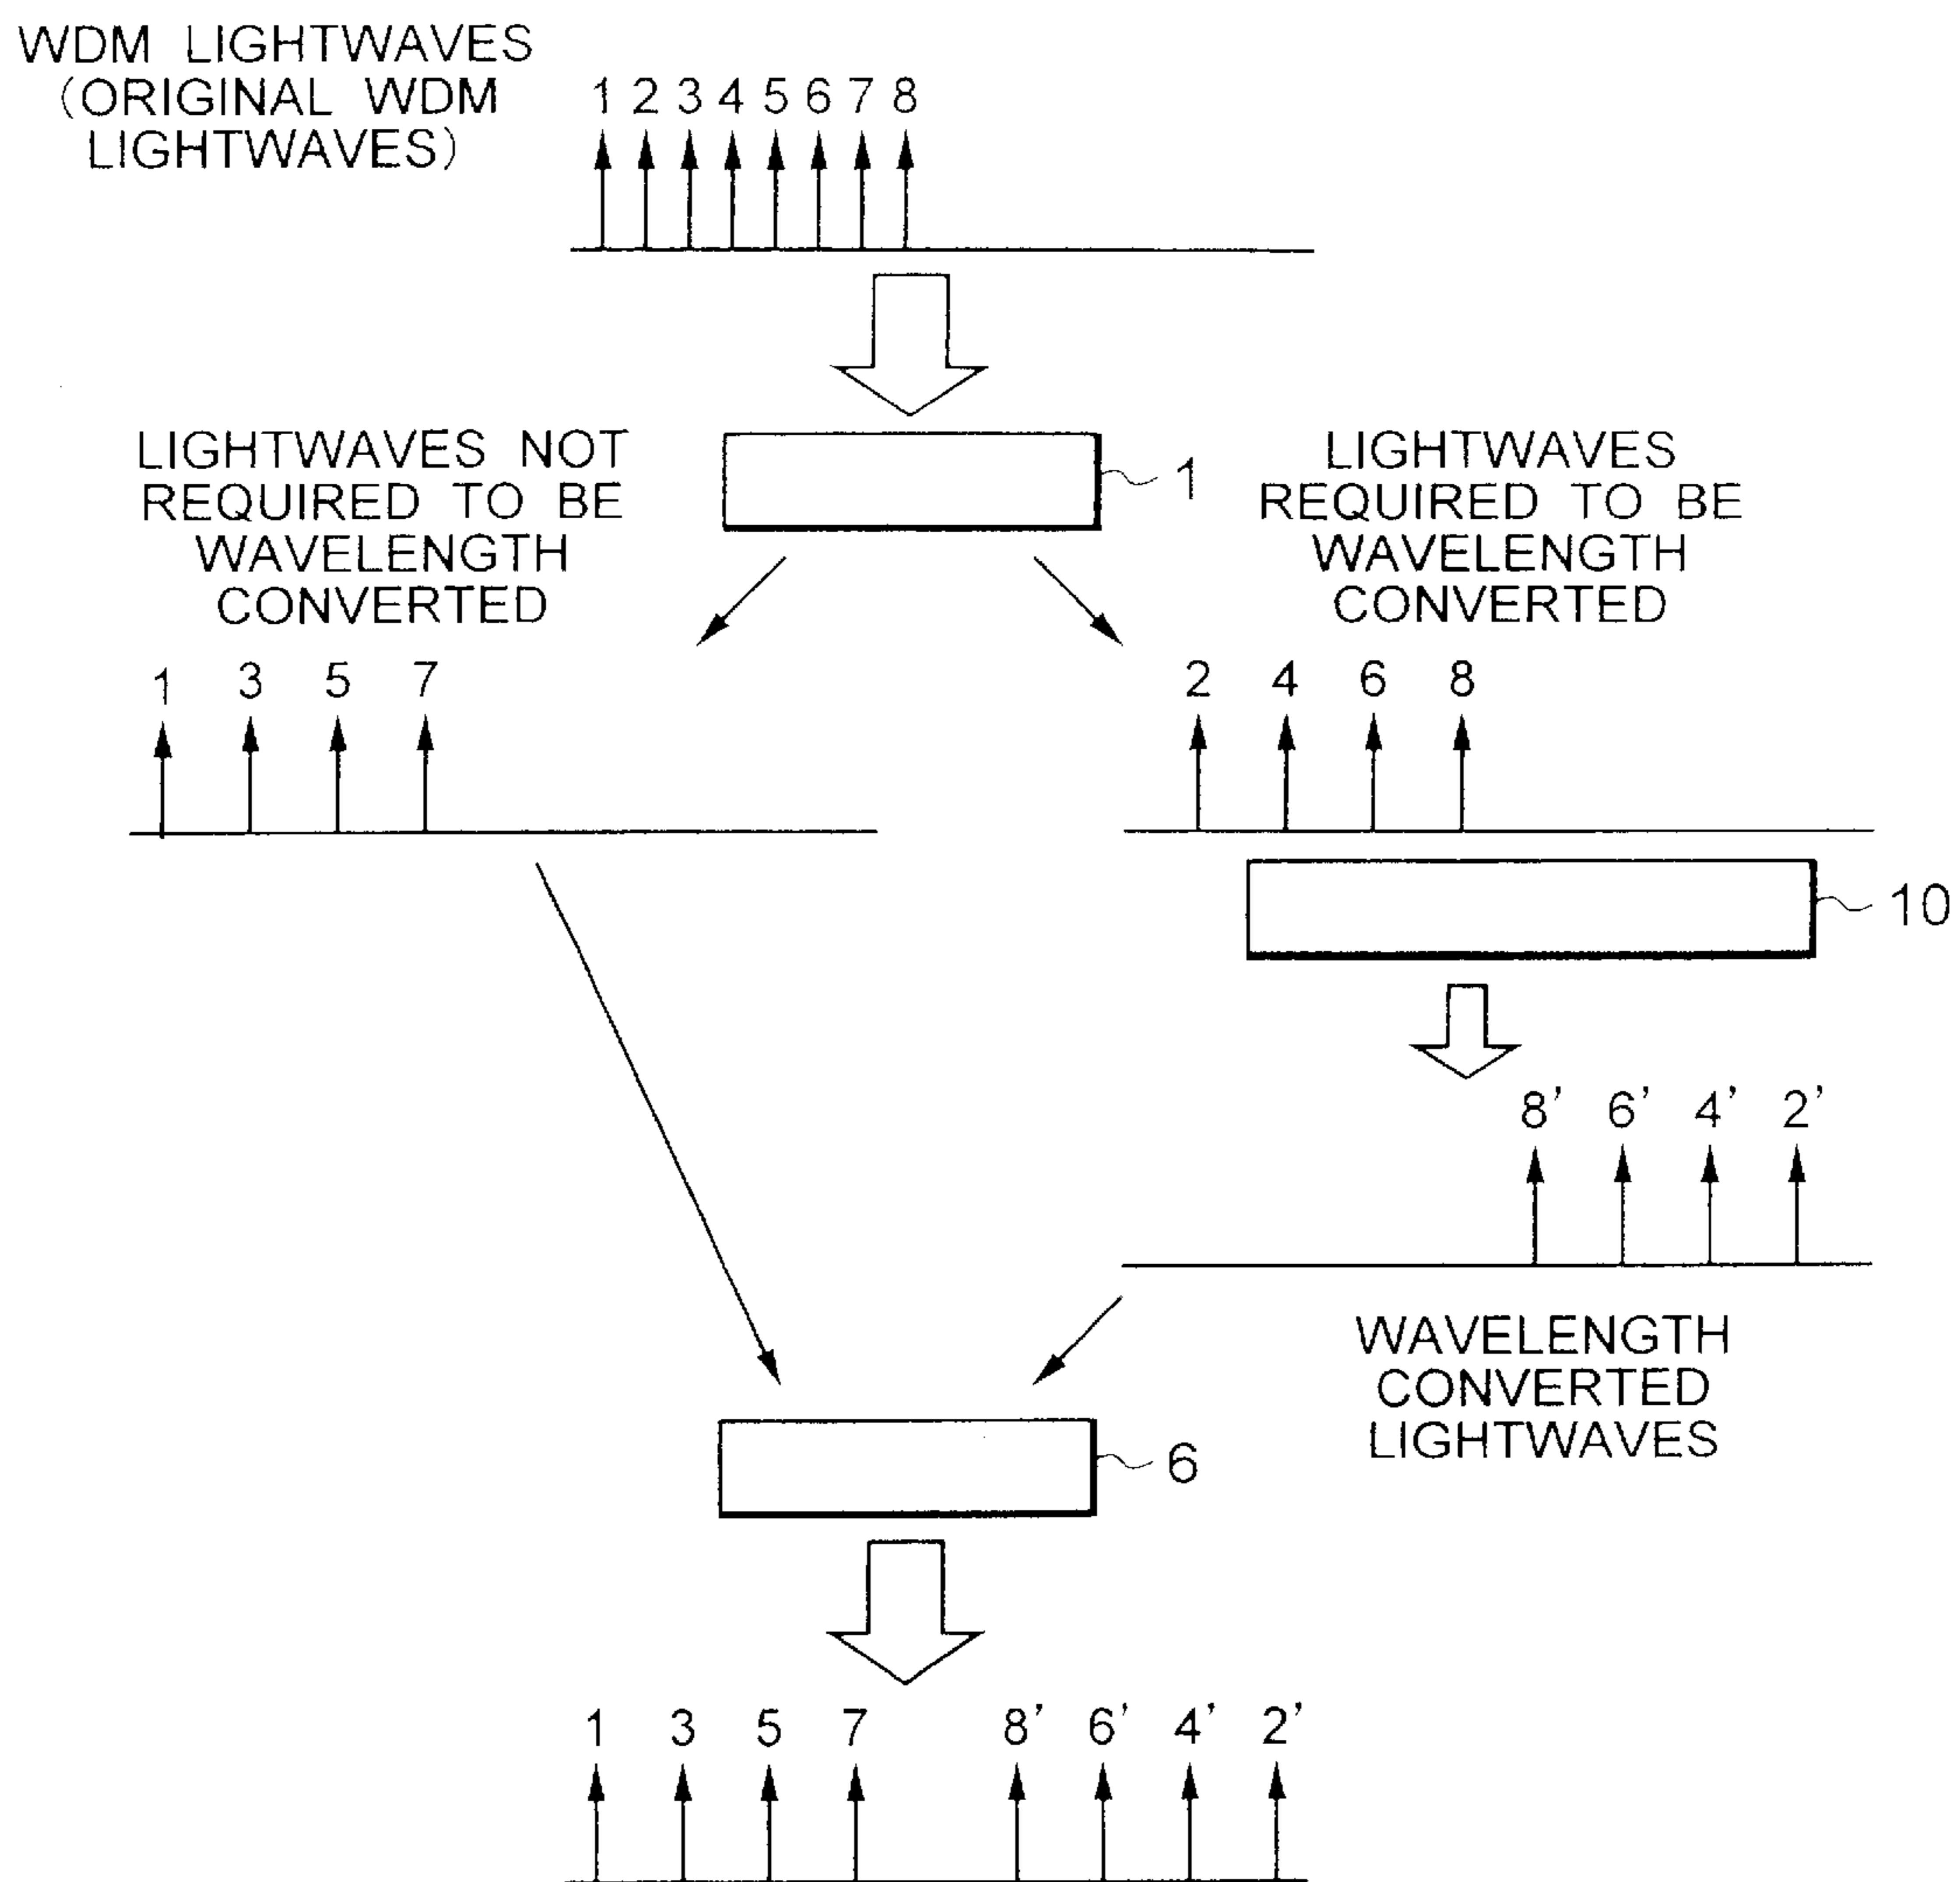 WDM LIGHTWAVES
(ORIGINAL WDM
LIGHTWAVES)
1 2 3 4 5 6 7 8
1
LIGHTWAVES NOT
REQUIRED TO BE
WAVELENGTH
CONVERTED
LIGHTWAVES
REQUIRED TO BE
WAVELENGTH
CONVERTED
1 3 5 7
2 4 6 8
10
8' 6' 4' 2'
WAVELENGTH
CONVERTED
LIGHTWAVES
6
1 3 5 7 8' 6' 4' 2'